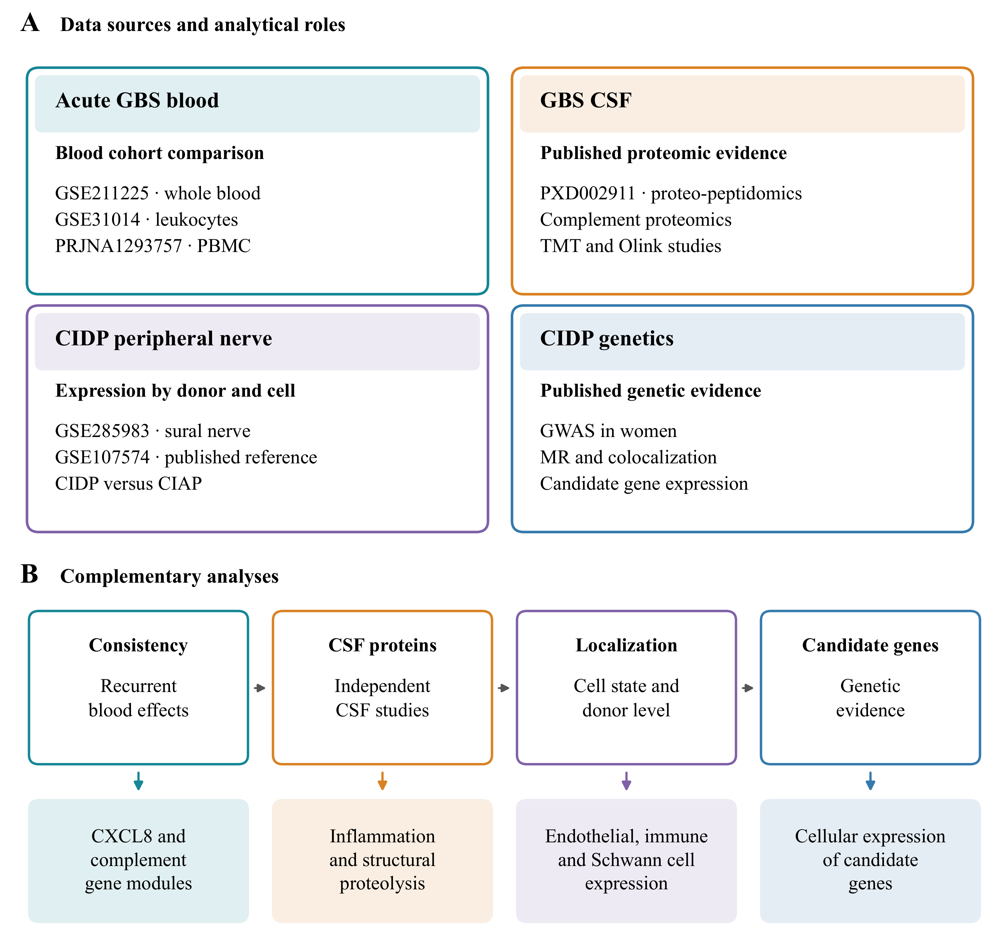 A Data sources and analytical roles
Acute GBS blood
Blood cohort comparison
GSE211225 · whole blood
GSE31014 · leukocytes
PRJNA1293757 · PBMC
GBS CSF
Published proteomic evidence
PXD002911 · proteo-peptidomics
Complement proteomics
TMT and Olink studies
CIDP peripheral nerve
Expression by donor and cell
GSE285983 · sural nerve
GSE107574 · published reference
CIDP versus CIAP
CIDP genetics
Published genetic evidence
GWAS in women
MR and colocalization
Candidate gene expression
B Complementary analyses
Consistency
Recurrent
blood effects
CSF proteins
Independent
CSF studies
Localization
Cell state and
donor level
Candidate genes
Genetic
evidence
CXCL8 and
complement
gene modules
Inflammation
and structural
proteolysis
Endothelial, immune
and Schwann cell
expression
Cellular expression
of candidate
genes